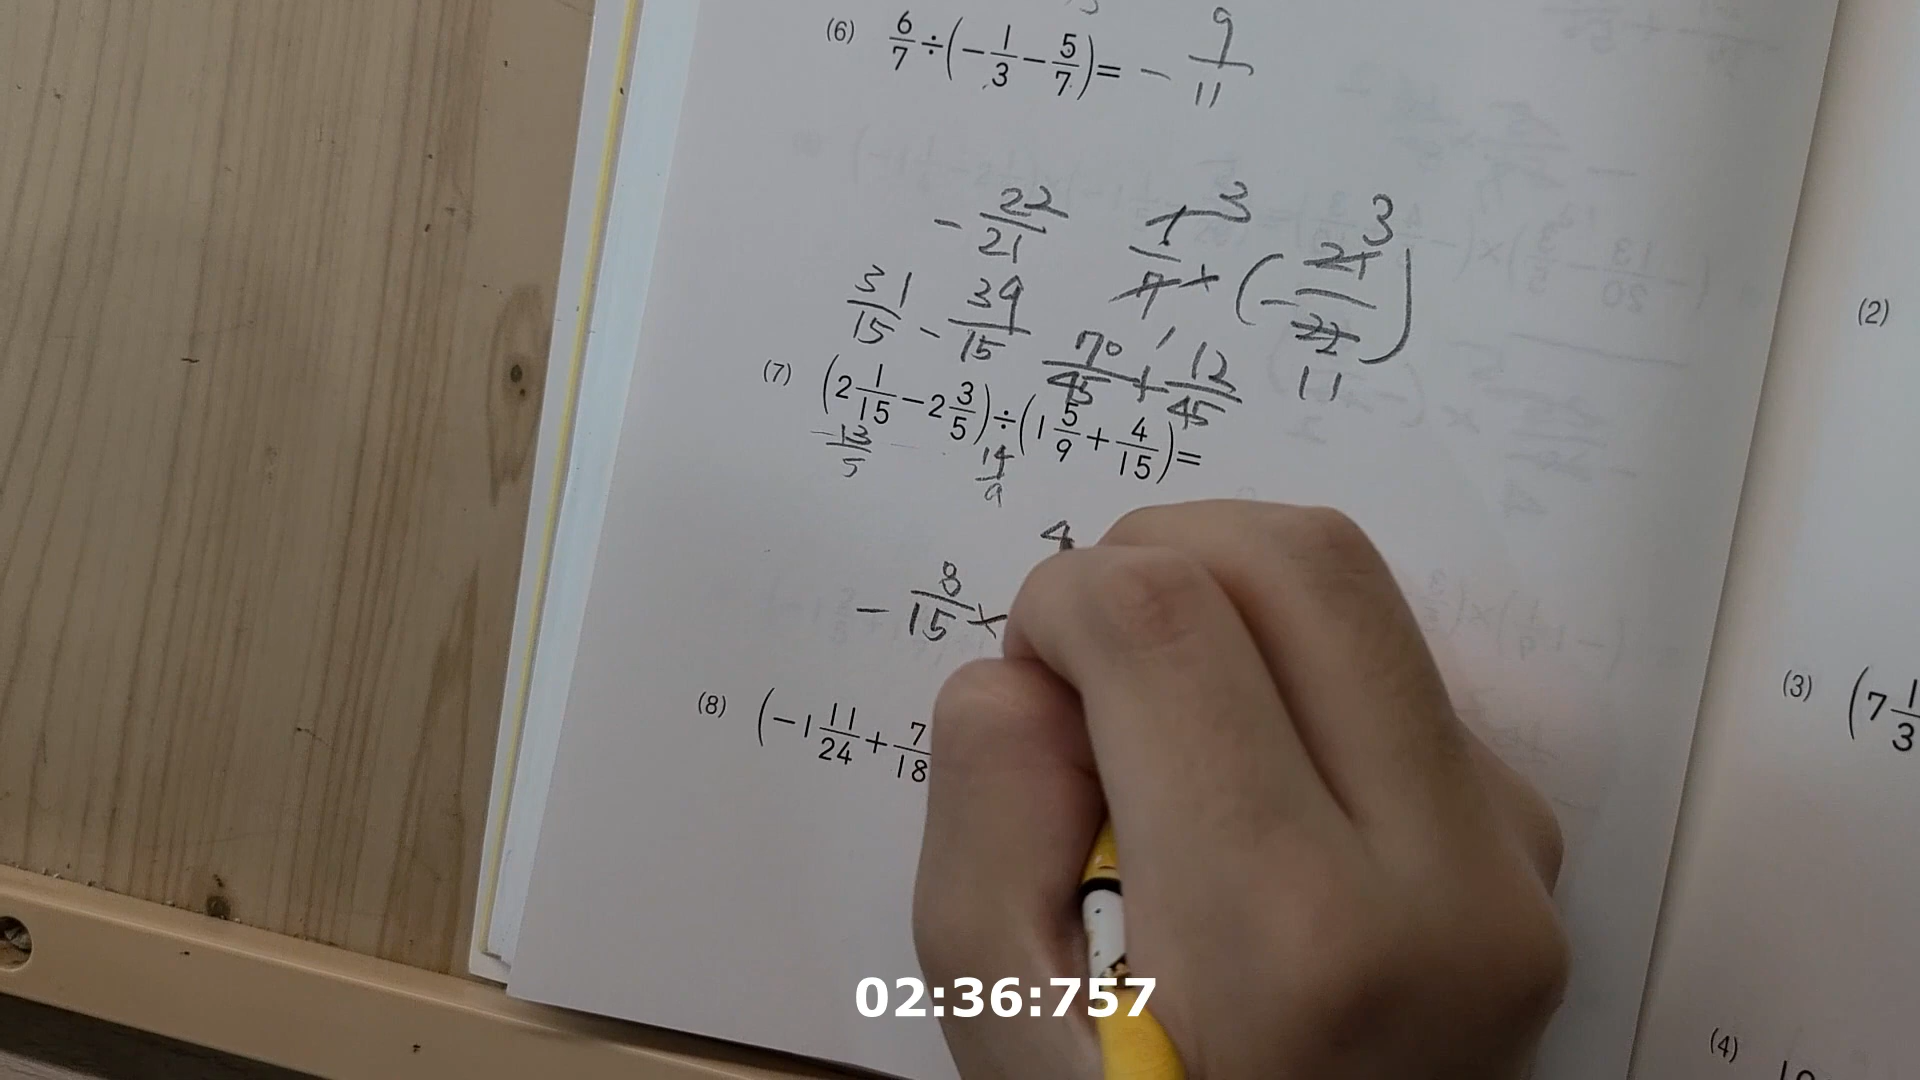 (6) 6/7 ÷ (− 1/3 − 5/7) = − 9/11
− 22/21
3
1/7 × (− 21/22)
3
11
31/15 − 39/15
70/45 + 12/45
(7) (2 1/15 − 2 3/5) ÷ (1 5/9 + 4/15) =
13/5
14/9
4
− 8/15 ×
(8) (−1 11/24 + 7/18
(2)
(3) (7 1/3
(4)
02:36:757